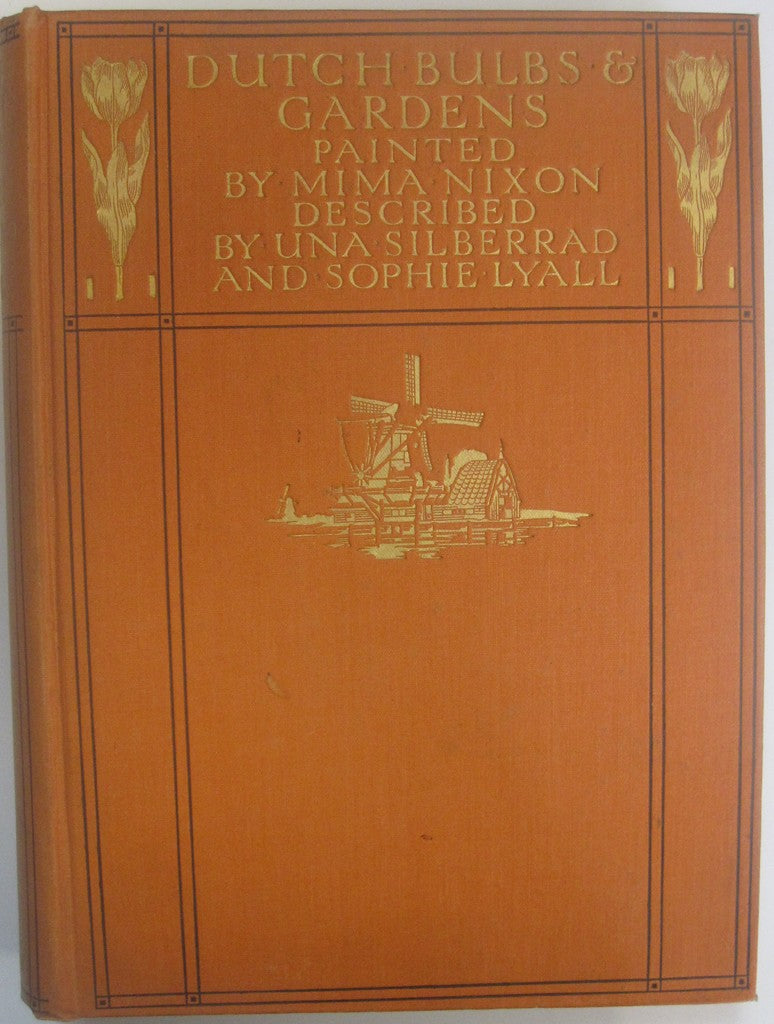 DUTCH·BULBS·&
GARDENS
PAINTED
BY·MIMA·NIXON
DESCRIBED
BY·UNA·SILBERRAD
AND·SOPHIE·LYALL